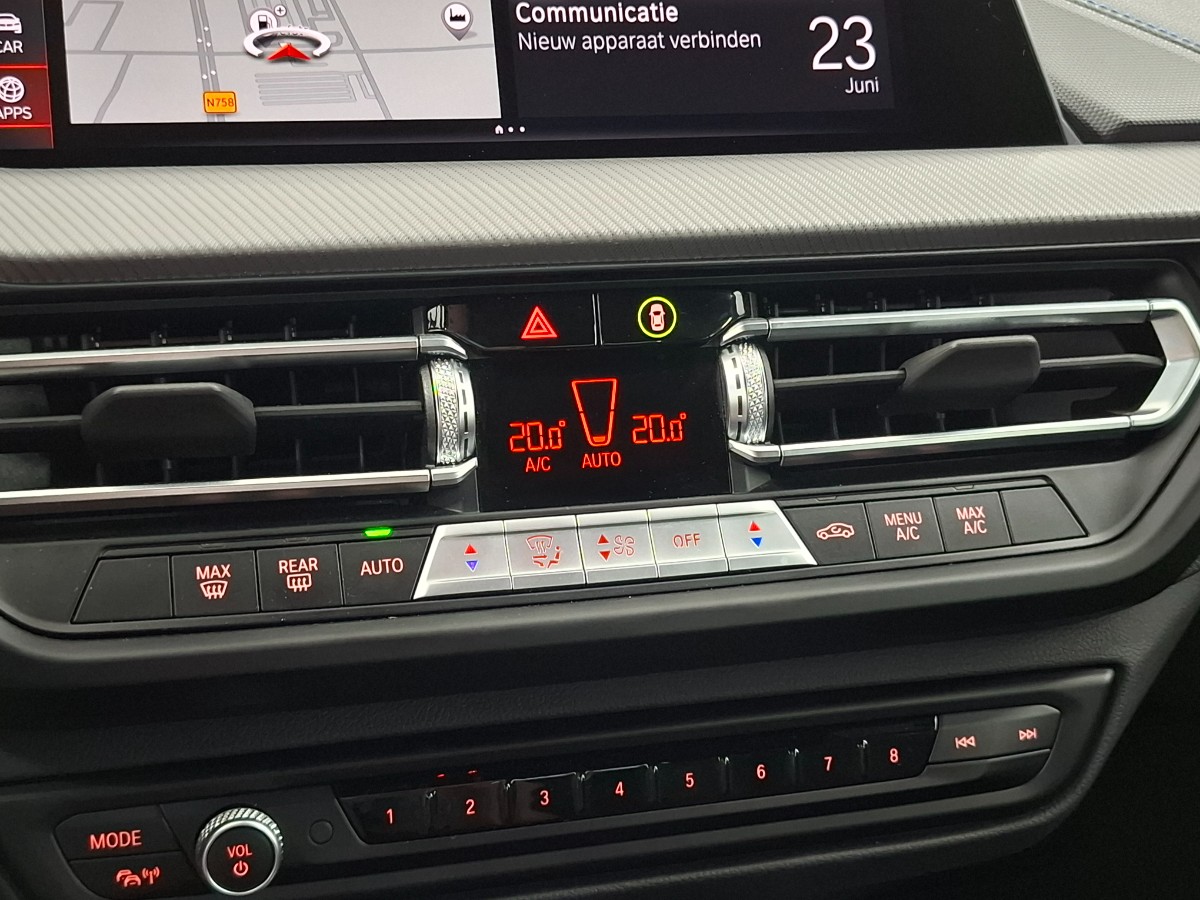 CAR
APPS
N758
Communicatie
Nieuw apparaat verbinden
23
Juni
20.0°
A/C
AUTO
20.0°
MAX
REAR
AUTO
OFF
MENU
A/C
MAX
A/C
MODE
VOL
1 2 3 4 5 6 7 8